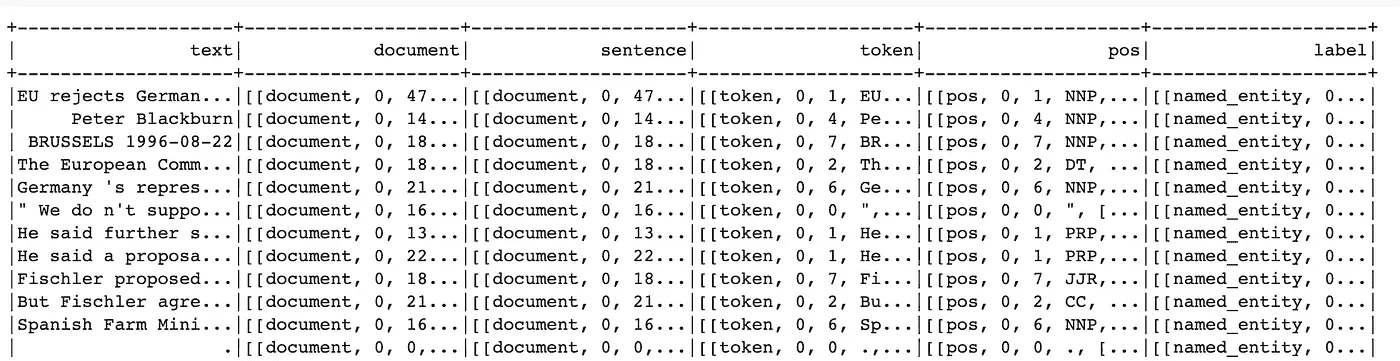 +--------------------+--------------------+--------------------+--------------------+--------------------+--------------------+
|                text|            document|            sentence|               token|                 pos|               label|
+--------------------+--------------------+--------------------+--------------------+--------------------+--------------------+
|EU rejects German...|[[document, 0, 47...|[[document, 0, 47...|[[token, 0, 1, EU...|[[pos, 0, 1, NNP,...|[[named_entity, 0...|
|     Peter Blackburn|[[document, 0, 14...|[[document, 0, 14...|[[token, 0, 4, Pe...|[[pos, 0, 4, NNP,...|[[named_entity, 0...|
| BRUSSELS 1996-08-22|[[document, 0, 18...|[[document, 0, 18...|[[token, 0, 7, BR...|[[pos, 0, 7, NNP,...|[[named_entity, 0...|
|The European Comm...|[[document, 0, 18...|[[document, 0, 18...|[[token, 0, 2, Th...|[[pos, 0, 2, DT, ...|[[named_entity, 0...|
|Germany 's repres...|[[document, 0, 21...|[[document, 0, 21...|[[token, 0, 6, Ge...|[[pos, 0, 6, NNP,...|[[named_entity, 0...|
|" We do n't suppo...|[[document, 0, 16...|[[document, 0, 16...|[[token, 0, 0, ",...|[[pos, 0, 0, ", [...|[[named_entity, 0...|
|He said further s...|[[document, 0, 13...|[[document, 0, 13...|[[token, 0, 1, He...|[[pos, 0, 1, PRP,...|[[named_entity, 0...|
|He said a proposa...|[[document, 0, 22...|[[document, 0, 22...|[[token, 0, 1, He...|[[pos, 0, 1, PRP,...|[[named_entity, 0...|
|Fischler proposed...|[[document, 0, 18...|[[document, 0, 18...|[[token, 0, 7, Fi...|[[pos, 0, 7, JJR,...|[[named_entity, 0...|
|But Fischler agre...|[[document, 0, 21...|[[document, 0, 21...|[[token, 0, 2, Bu...|[[pos, 0, 2, CC, ...|[[named_entity, 0...|
|Spanish Farm Mini...|[[document, 0, 16...|[[document, 0, 16...|[[token, 0, 6, Sp...|[[pos, 0, 6, NNP,...|[[named_entity, 0...|
|                   .|[[document, 0, 0,...|[[document, 0, 0,...|[[token, 0, 0, .,...|[[pos, 0, 0, ., [...|[[named_entity, 0...|